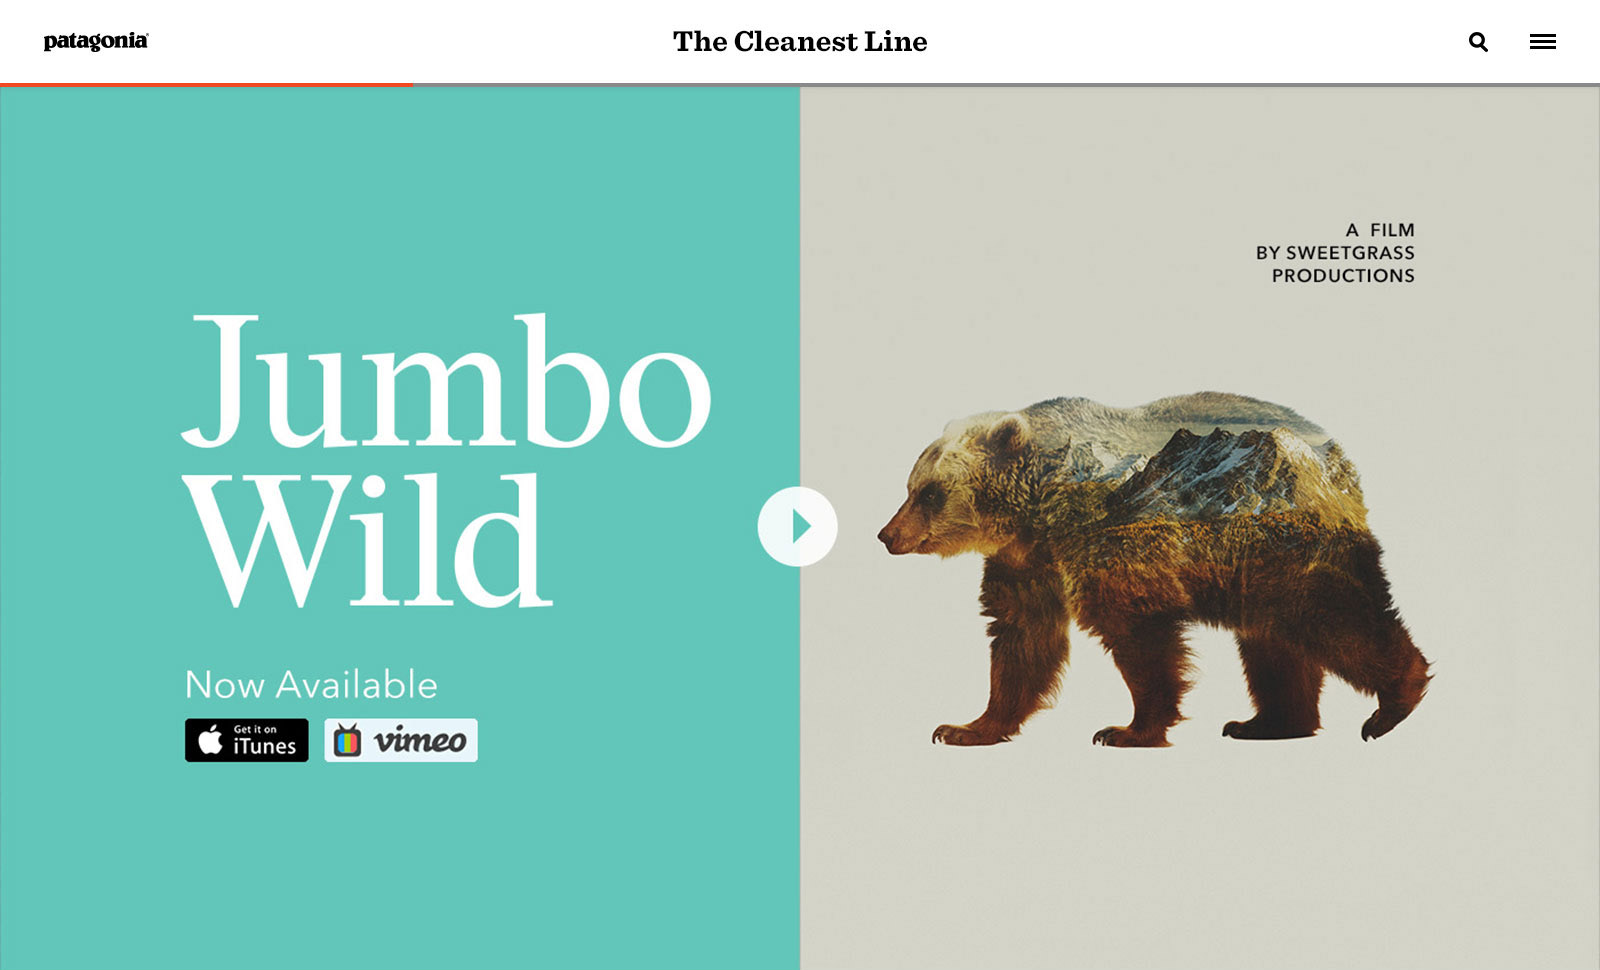 patagonia®
The Cleanest Line
A FILM
BY SWEETGRASS
PRODUCTIONS
Jumbo
Wild
Now Available
Get it on
iTunes
vimeo